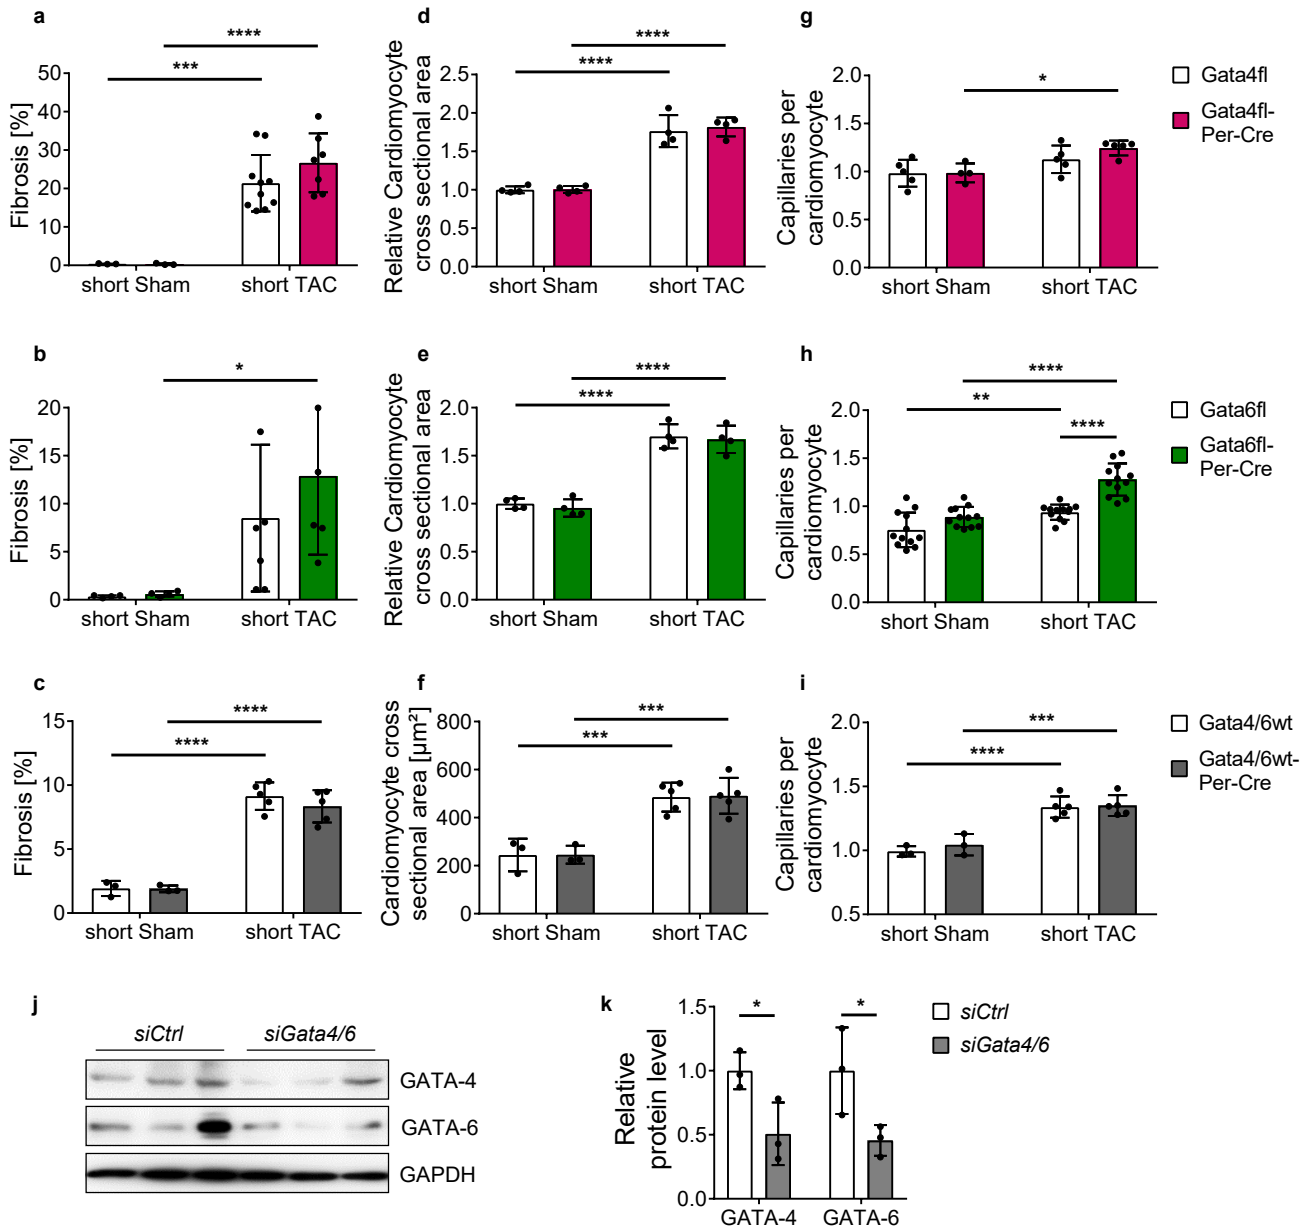 a
****
***
Fibrosis [%]
50
40
30
20
10
0
short Sham
short TAC
d
****
****
Relative Cardiomyocyte
cross sectional area
2.5
2.0
1.5
1.0
0.5
0.0
short Sham
short TAC
g
*
Capillaries per
cardiomyocyte
2.0
1.5
1.0
0.5
0.0
short Sham
short TAC
Gata4fl
Gata4fl-
Per-Cre
b
*
Fibrosis [%]
20
15
10
5
0
short Sham
short TAC
e
****
****
Relative Cardiomyocyte
cross sectional area
2.0
1.5
1.0
0.5
0.0
short Sham
short TAC
h
****
**
****
Capillaries per
cardiomyocyte
2.0
1.5
1.0
0.5
0.0
short Sham
short TAC
Gata6fl
Gata6fl-
Per-Cre
c
****
****
Fibrosis [%]
15
10
5
0
short Sham
short TAC
f
***
***
Cardiomyocyte cross
sectional area [µm²]
800
600
400
200
0
short Sham
short TAC
i
***
****
Capillaries per
cardiomyocyte
2.0
1.5
1.0
0.5
short Sham
short TAC
Gata4/6wt
Gata4/6wt-
Per-Cre
j
siCtrl
siGata4/6
GATA-4
GATA-6
GAPDH
k
*
*
Relative
protein level
1.5
1.0
0.5
0.0
GATA-4
GATA-6
siCtrl
siGata4/6